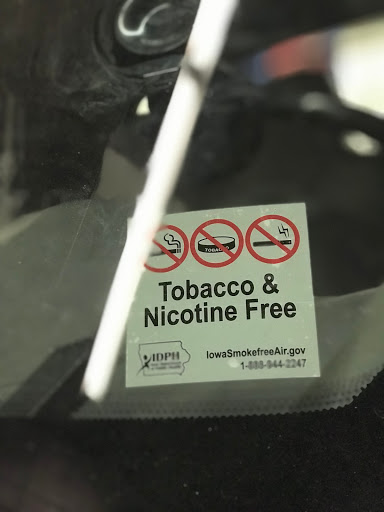 TOBACCO
Tobacco &
Nicotine Free
IDPH
IowaSmokefreeAir.gov
1-888-944-2247